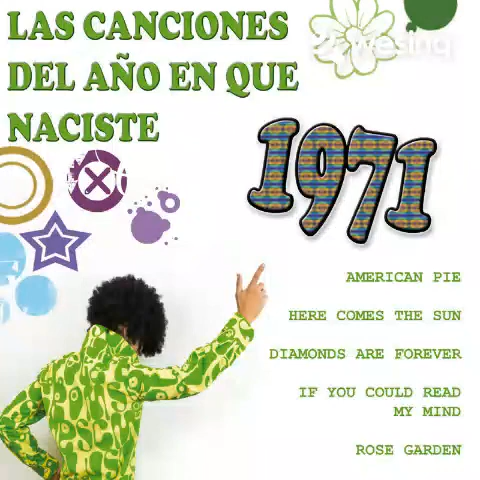 LAS CANCIONES
DEL AÑO EN QUE
NACISTE
1971
AMERICAN PIE
HERE COMES THE SUN
DIAMONDS ARE FOREVER
IF YOU COULD READ
MY MIND
ROSE GARDEN